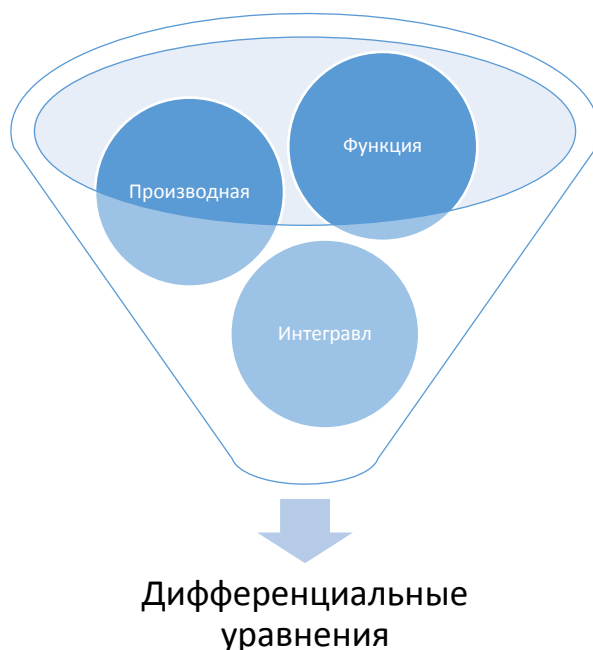 Функция
Производная
Интегравл
Дифференциальные
уравнения